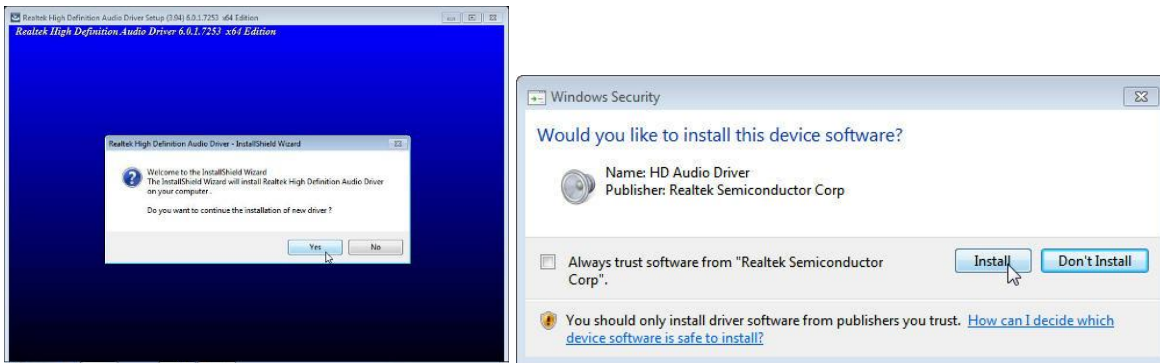 Realtek High Definition Audio Driver Setup (3.04) 6.0.1.7253 x64 Edition
Realtek High Definition Audio Driver 6.0.1.7253 x64 Edition
Realtek High Definition Audio Driver - InstallShield Wizard
Welcome to the InstallShield Wizard
The InstallShield Wizard will install Realtek High Definition Audio Driver
on your computer .
Do you want to continue the installation of new driver ?
Yes No
Windows Security
Would you like to install this device software?
Name: HD Audio Driver
Publisher: Realtek Semiconductor Corp
Always trust software from "Realtek Semiconductor
Corp".
Install Don't Install
You should only install driver software from publishers you trust. How can I decide which
device software is safe to install?